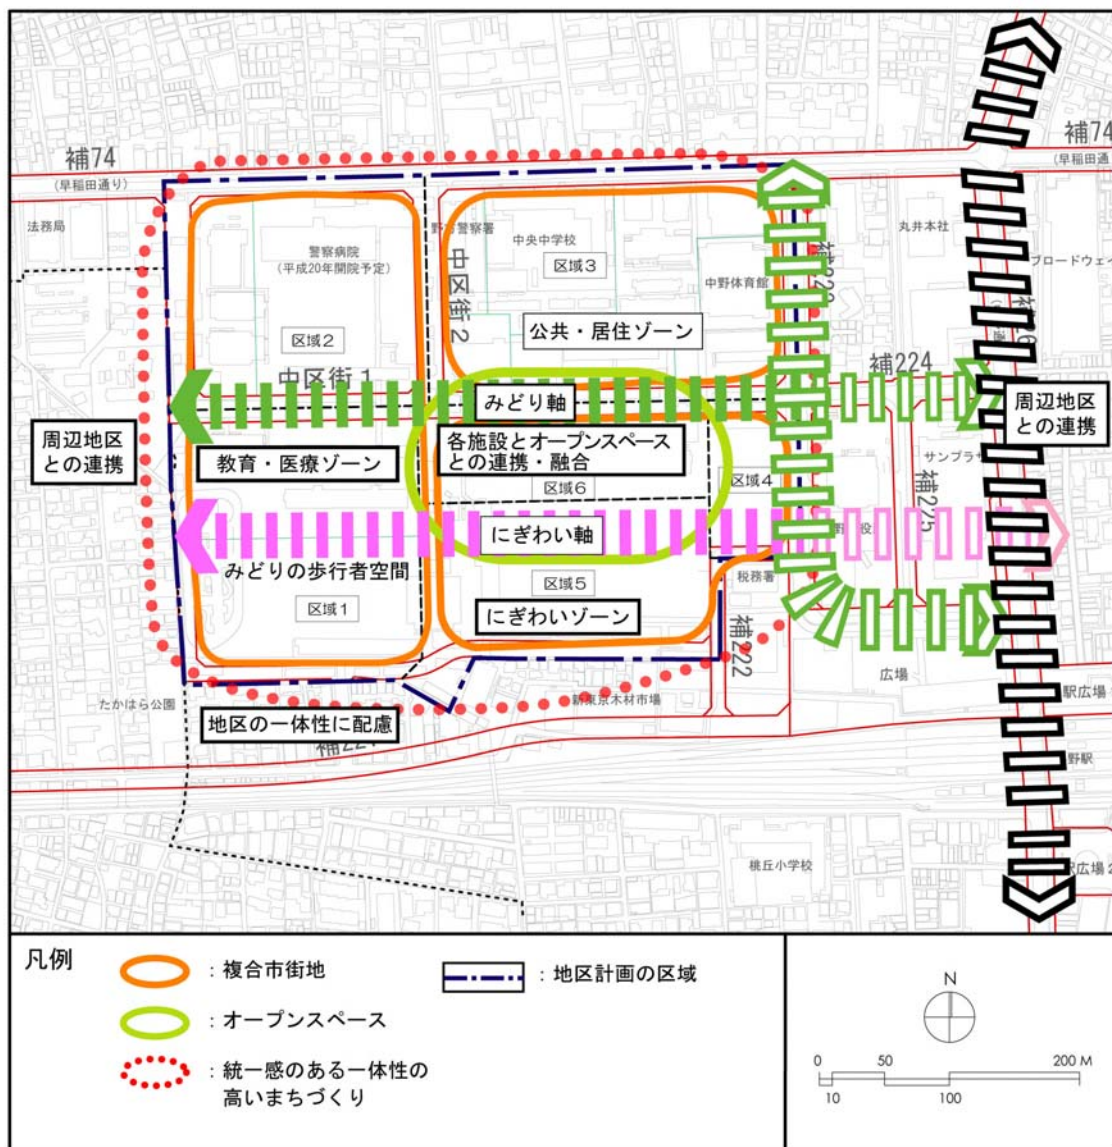 補74
(早稲田通り)
補74
(早稲田通
法務局
警察病院
(平成20年開院予定)
中央中学校
区域3
丸井本社
ブロードウェイ
中野体育館
中区街2
区域2
公共・居住ゾーン
中区街1
補224
みどり軸
周辺地区
との連携
周辺地区
との連携
教育・医療ゾーン
各施設とオープンスペース
との連携・融合
サンプラザ
区域6
区域4
補225
にぎわい軸
みどりの歩行者空間
区域5
税務署
区域1
にぎわいゾーン
補222
たかはら公園
新東京木材市場
広場
駅広場
地区の一体性に配慮
野駅
桃丘小学校
駅広場2
凡例
:複合市街地
:地区計画の区域
:オープンスペース
:統一感のある一体性の
高いまちづくり
N
0 50 200 M
10 100